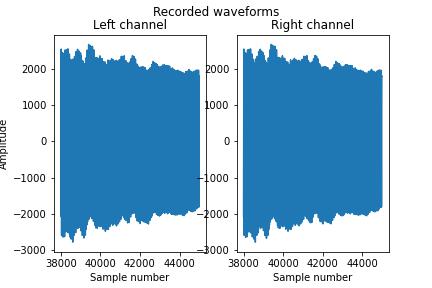 Recorded waveforms
Left channel
Right channel
Amplitude
2000
1000
0
−1000
−2000
−3000
38000 40000 42000 44000
Sample number
2000
1000
0
−1000
−2000
−3000
38000 40000 42000 44000
Sample number